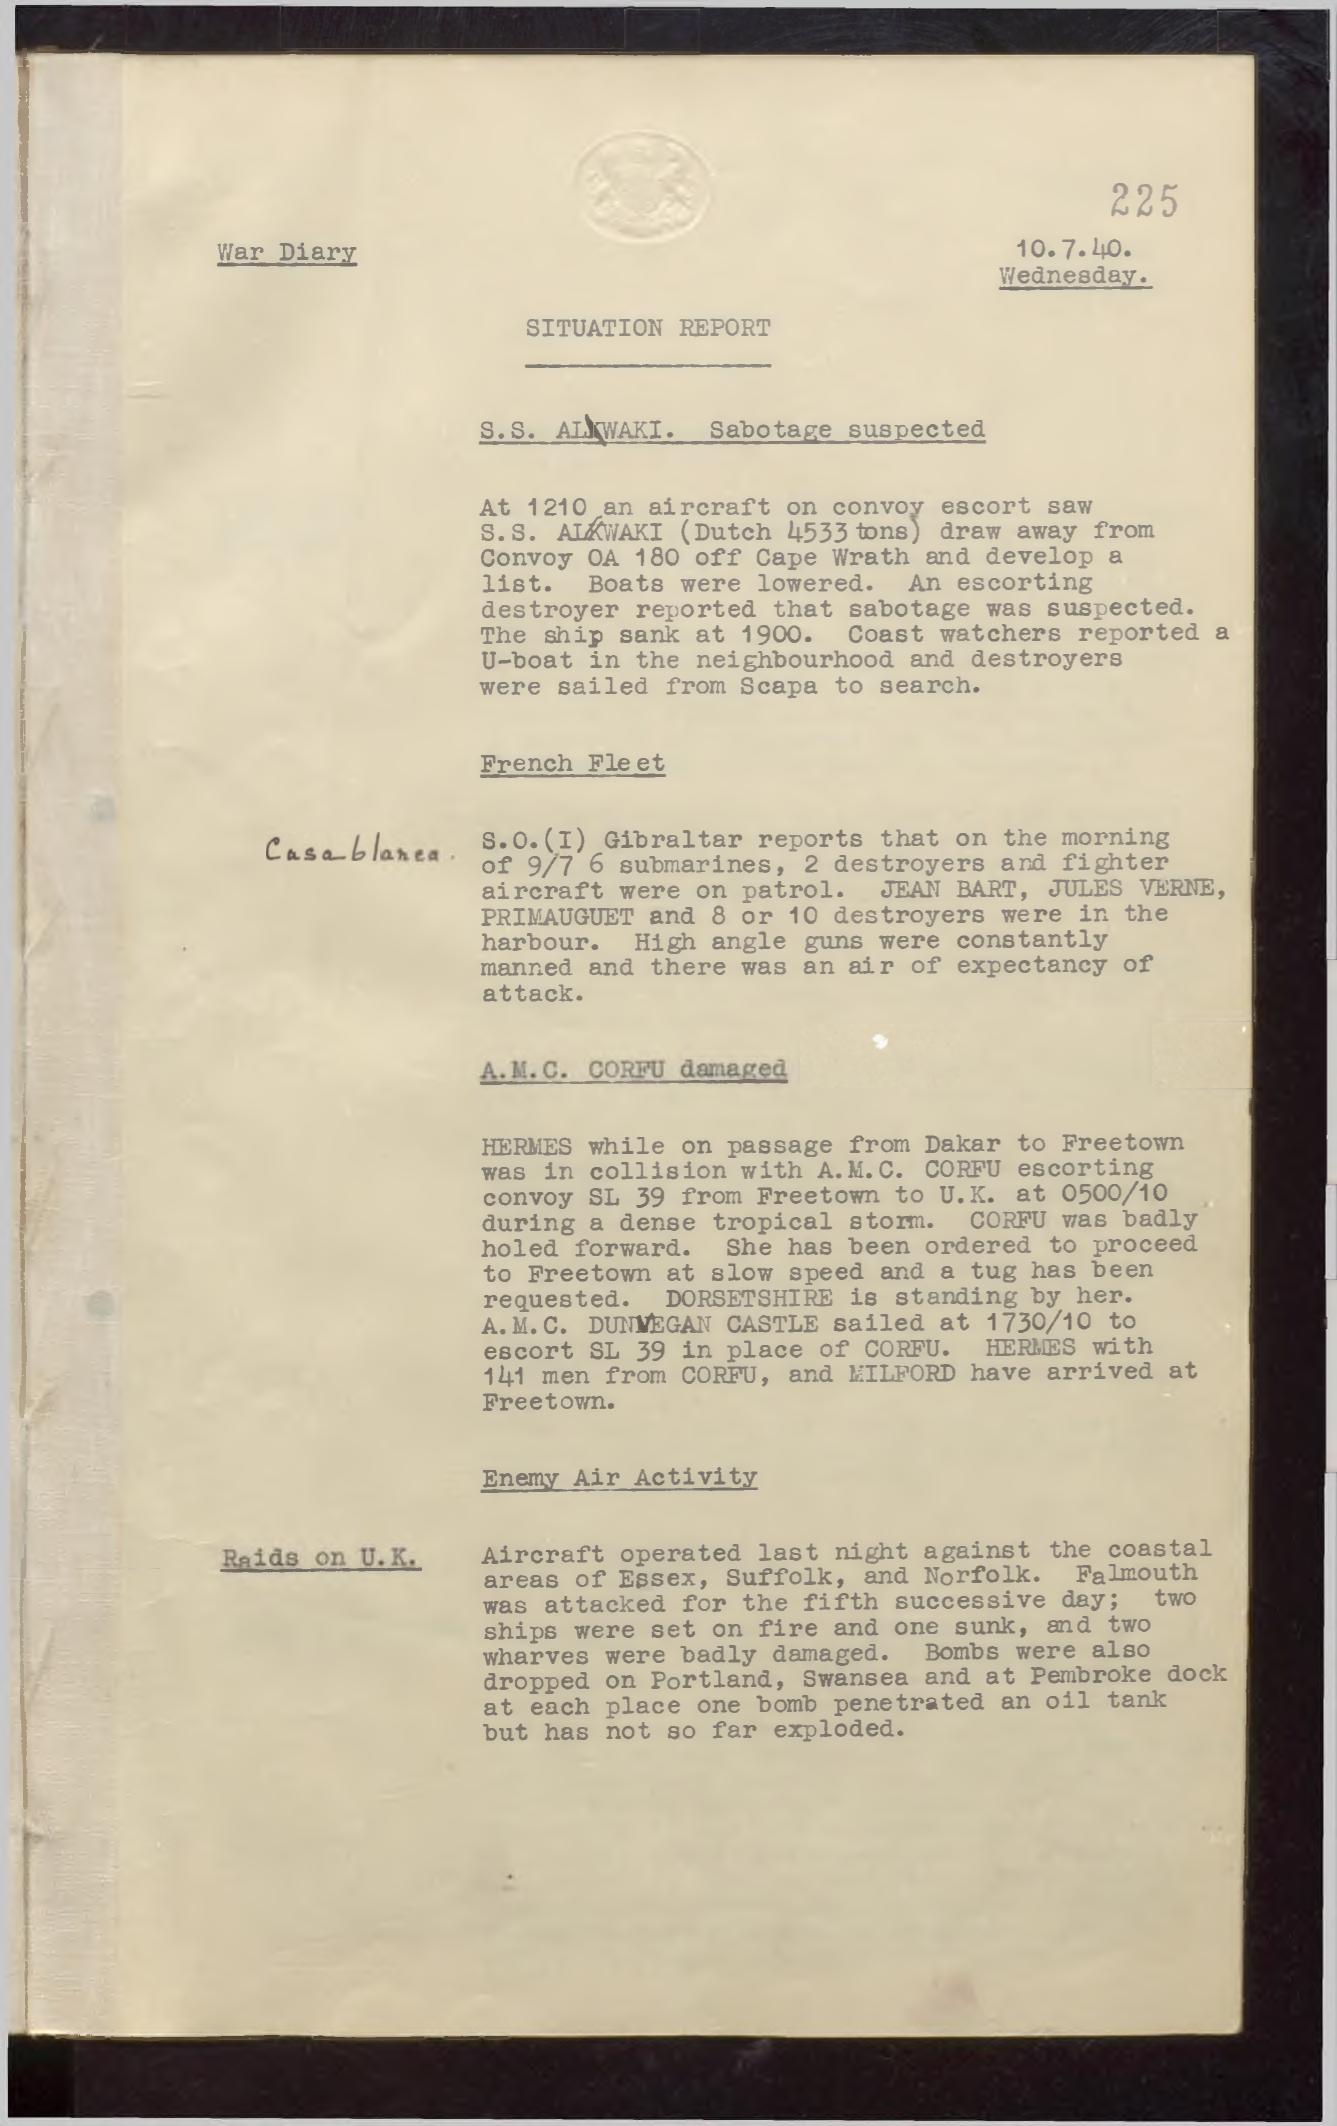 225
War Diary
10.7.40.
Wednesday.
SITUATION REPORT
S.S. ALKWAKI. Sabotage suspected
At 1210 an aircraft on convoy escort saw
S.S. ALKWAKI (Dutch 4533 tons) draw away from
Convoy OA 180 off Cape Wrath and develop a
list. Boats were lowered. An escorting
destroyer reported that sabotage was suspected.
The ship sank at 1900. Coast watchers reported a
U-boat in the neighbourhood and destroyers
were sailed from Scapa to search.
French Fleet
Casablanca.
S.O.(I) Gibraltar reports that on the morning
of 9/7 6 submarines, 2 destroyers and fighter
aircraft were on patrol. JEAN BART, JULES VERNE,
PRIMAUGUET and 8 or 10 destroyers were in the
harbour. High angle guns were constantly
manned and there was an air of expectancy of
attack.
A.M.C. CORFU damaged
HERMES while on passage from Dakar to Freetown
was in collision with A.M.C. CORFU escorting
convoy SL 39 from Freetown to U.K. at 0500/10
during a dense tropical storm. CORFU was badly
holed forward. She has been ordered to proceed
to Freetown at slow speed and a tug has been
requested. DORSETSHIRE is standing by her.
A.M.C. DUNVEGAN CASTLE sailed at 1730/10 to
escort SL 39 in place of CORFU. HERMES with
141 men from CORFU, and MILFORD have arrived at
Freetown.
Enemy Air Activity
Raids on U.K.
Aircraft operated last night against the coastal
areas of Essex, Suffolk, and Norfolk. Falmouth
was attacked for the fifth successive day; two
ships were set on fire and one sunk, and two
wharves were badly damaged. Bombs were also
dropped on Portland, Swansea and at Pembroke dock
at each place one bomb penetrated an oil tank
but has not so far exploded.